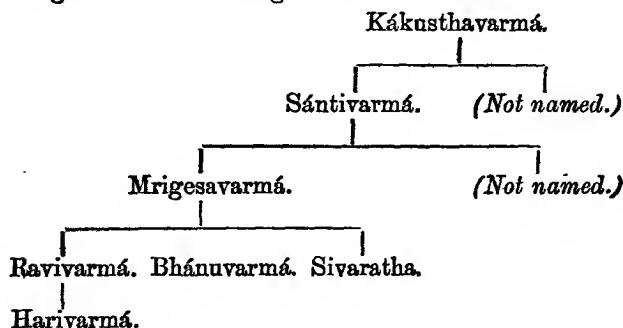 Kákusthavarmá.
Sántivarmá. (Not named.)
Mrigesavarmá. (Not named.)
Ravivarmá. Bhánuvarmá. Sivaratha.
Harivarmá.